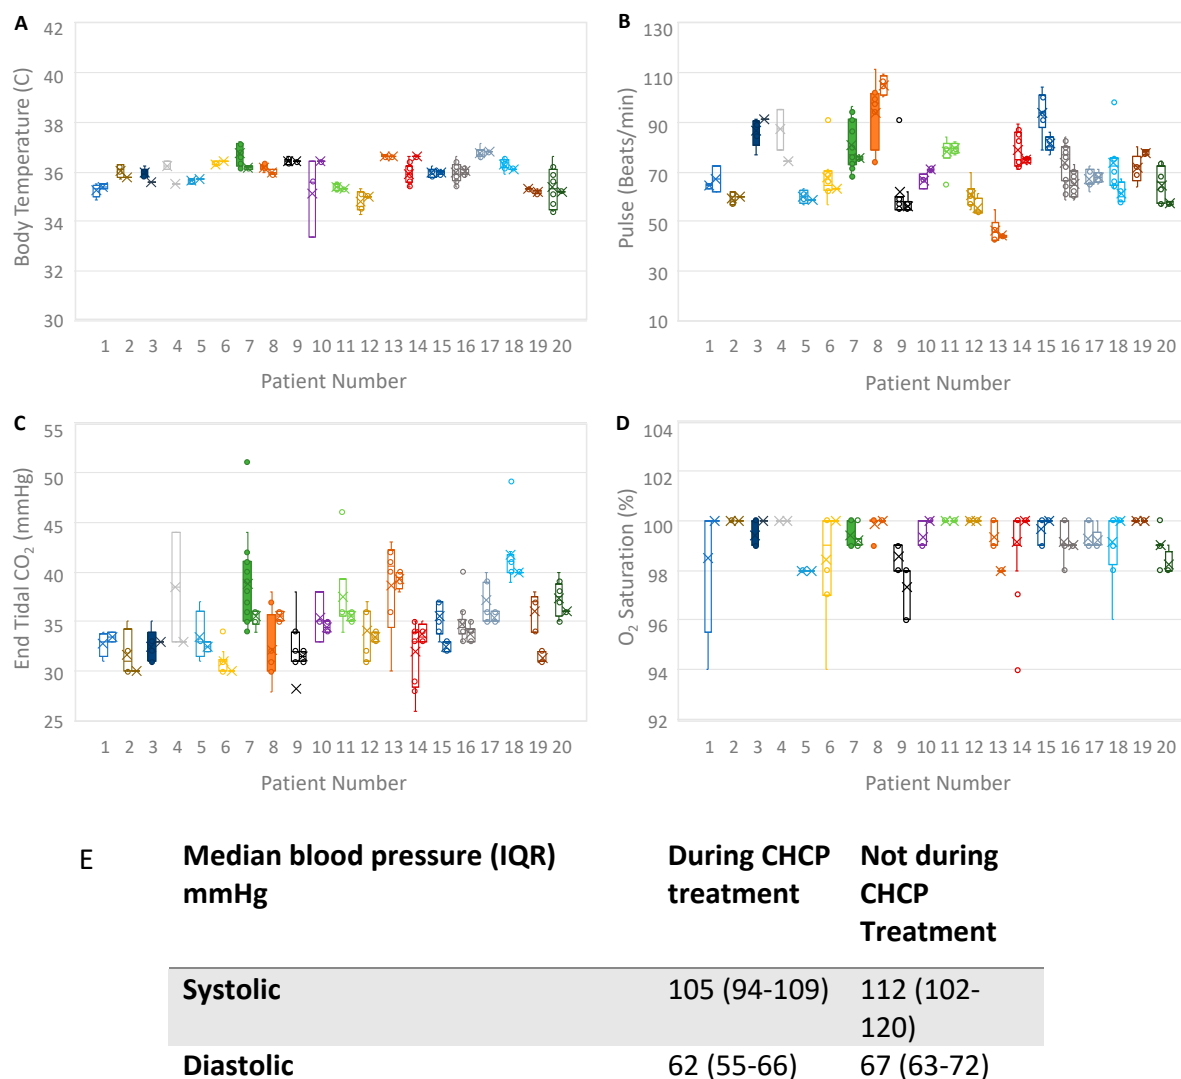 A
42
40
38
36
35
34
32
30
Body Temperature (C)
1 2 3 4 5 6 7 8 9 10 11 12 13 14 15 16 17 18 19 20
Patient Number
B
130
110
90
70
50
30
10
Pulse (Beats/min)
1 2 3 4 5 6 7 8 9 10 11 12 13 14 15 16 17 18 19 20
Patient Number
C
55
50
45
40
35
30
25
End Tidal CO₂ (mmHg)
1 2 3 4 5 6 7 8 9 10 11 12 13 14 15 16 17 18 19 20
Patient Number
D
104
102
100
98
96
94
92
O₂ Saturation (%)
1 2 3 4 5 6 7 8 9 10 11 12 13 14 15 16 17 18 19 20
Patient Number
E
Median blood pressure (IQR) During CHCP Not during
mmHg treatment CHCP
Treatment
Systolic 105 (94-109) 112 (102-
120)
Diastolic 62 (55-66) 67 (63-72)